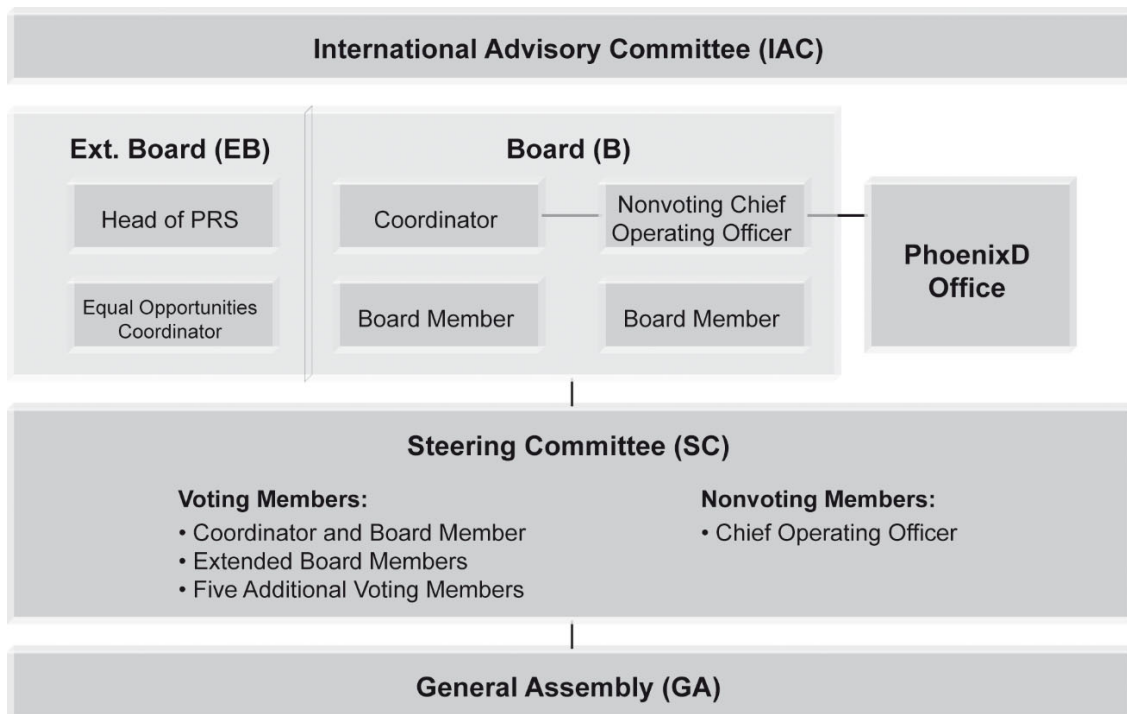 International Advisory Committee (IAC)
Ext. Board (EB)
Head of PRS
Equal Opportunities
Coordinator
Board (B)
Coordinator
Nonvoting Chief
Operating Officer
Board Member
Board Member
PhoenixD
Office
Steering Committee (SC)
Voting Members:
• Coordinator and Board Member
• Extended Board Members
• Five Additional Voting Members
Nonvoting Members:
• Chief Operating Officer
General Assembly (GA)